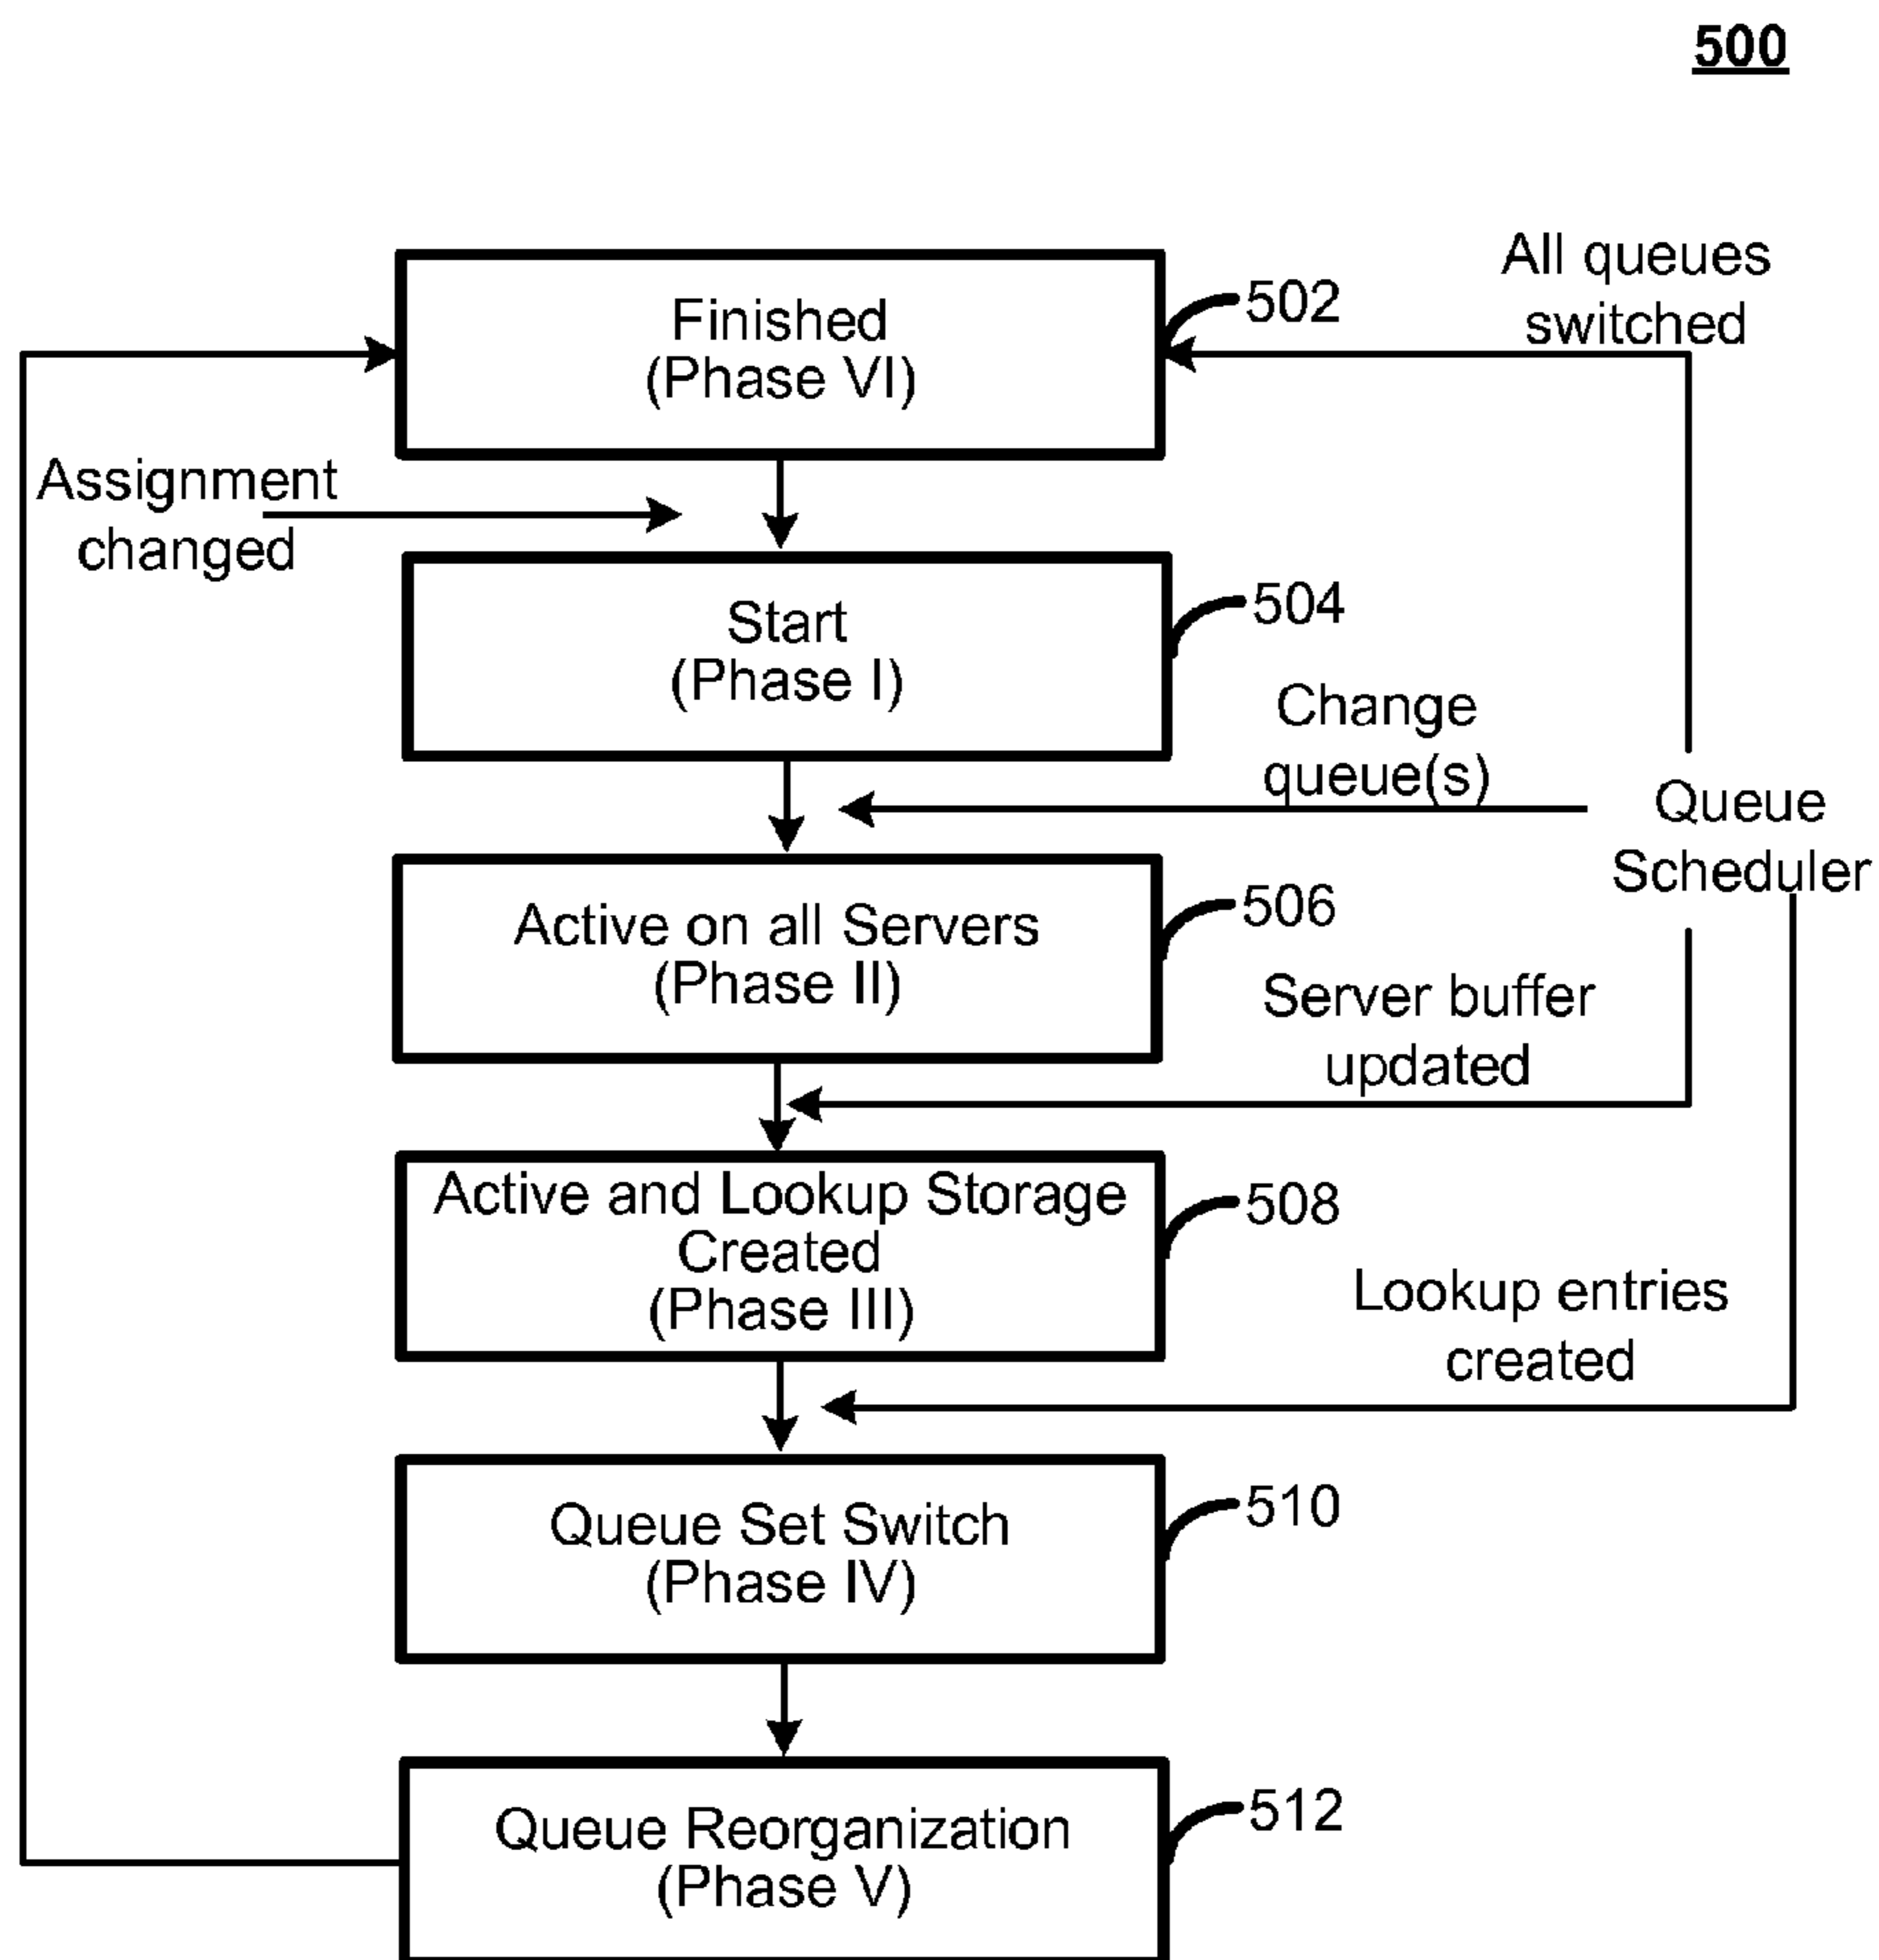 500
All queues
switched
Finished
(Phase VI)
502
Assignment
changed
Start
(Phase I)
504
Change
queue(s)
Queue
Scheduler
Active on all Servers
(Phase II)
506
Server buffer
updated
Active and Lookup Storage
Created
(Phase III)
508
Lookup entries
created
Queue Set Switch
(Phase IV)
510
Queue Reorganization
(Phase V)
512